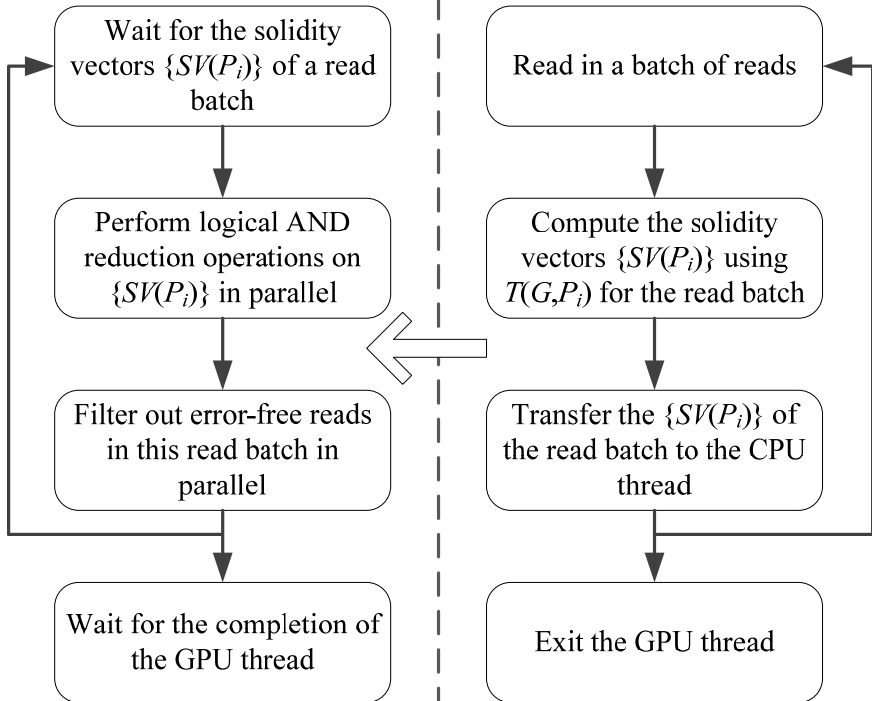 Wait for the solidity
vectors {SV(Pi)} of a read
batch
Perform logical AND
reduction operations on
{SV(Pi)} in parallel
Filter out error-free reads
in this read batch in
parallel
Wait for the completion of
the GPU thread
Read in a batch of reads
Compute the solidity
vectors {SV(Pi)} using
T(G,Pi) for the read batch
Transfer the {SV(Pi)} of
the read batch to the CPU
thread
Exit the GPU thread